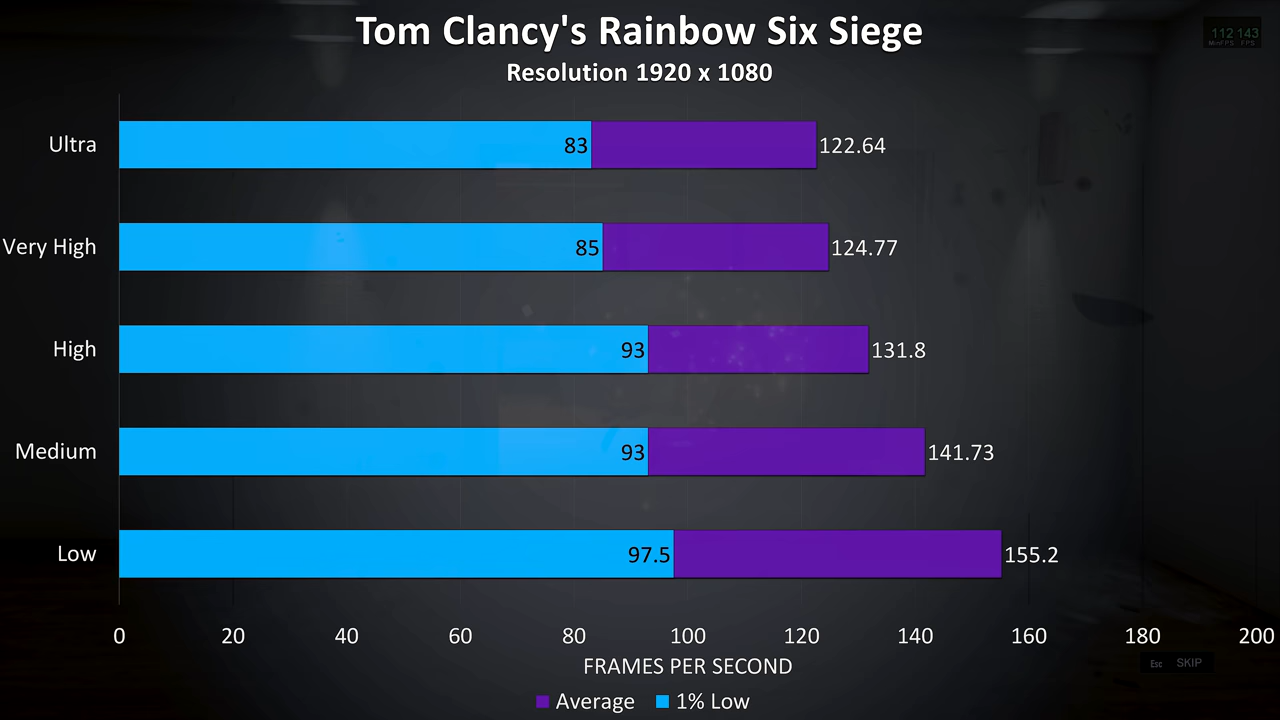 Tom Clancy's Rainbow Six Siege
Resolution 1920 x 1080
112 143
MinFPS FPS
Ultra 83 122.64
Very High 85 124.77
High 93 131.8
Medium 93 141.73
Low 97.5 155.2
0 20 40 60 80 100 120 140 160 180 200
FRAMES PER SECOND
Esc SKIP
Average 1% Low